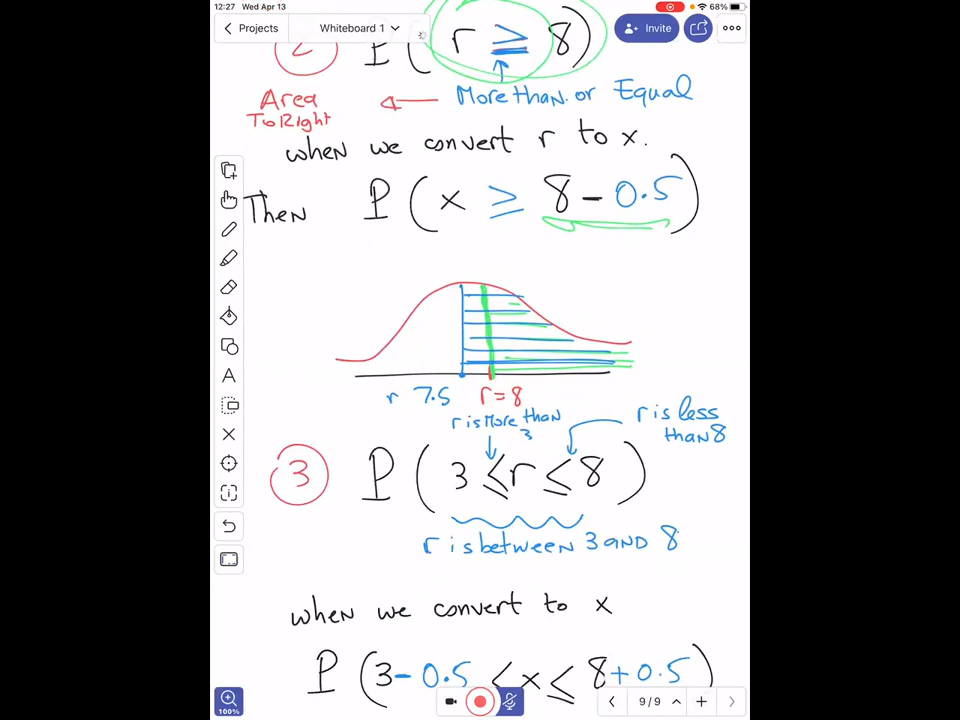 12:27 Wed Apr 13 68%
Projects Whiteboard 1 Invite
2 P( r ≥ 8)
Area ToRight
More than. or Equal
when we convert r to x.
Then P( x ≥ 8 - 0.5 )
r 7.5 r = 8
r is More than 3
r is less than 8
3 P( 3 ≤ r ≤ 8 )
r is between 3 AND 8
when we convert to x
P( 3 - 0.5 ≤ x ≤ 8 + 0.5 )
100% 9/9